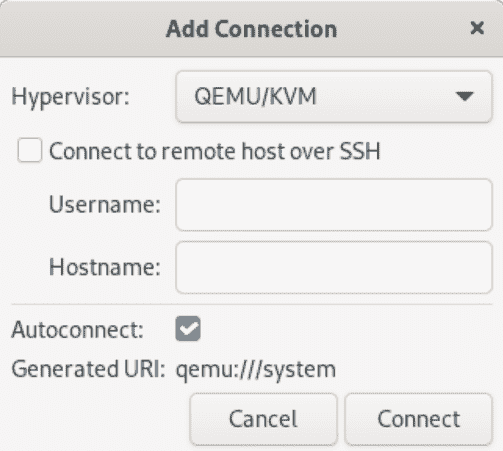 Add Connection
Hypervisor: QEMU/KVM
Connect to remote host over SSH
Username:
Hostname:
Autoconnect:
Generated URI: qemu:///system
Cancel Connect